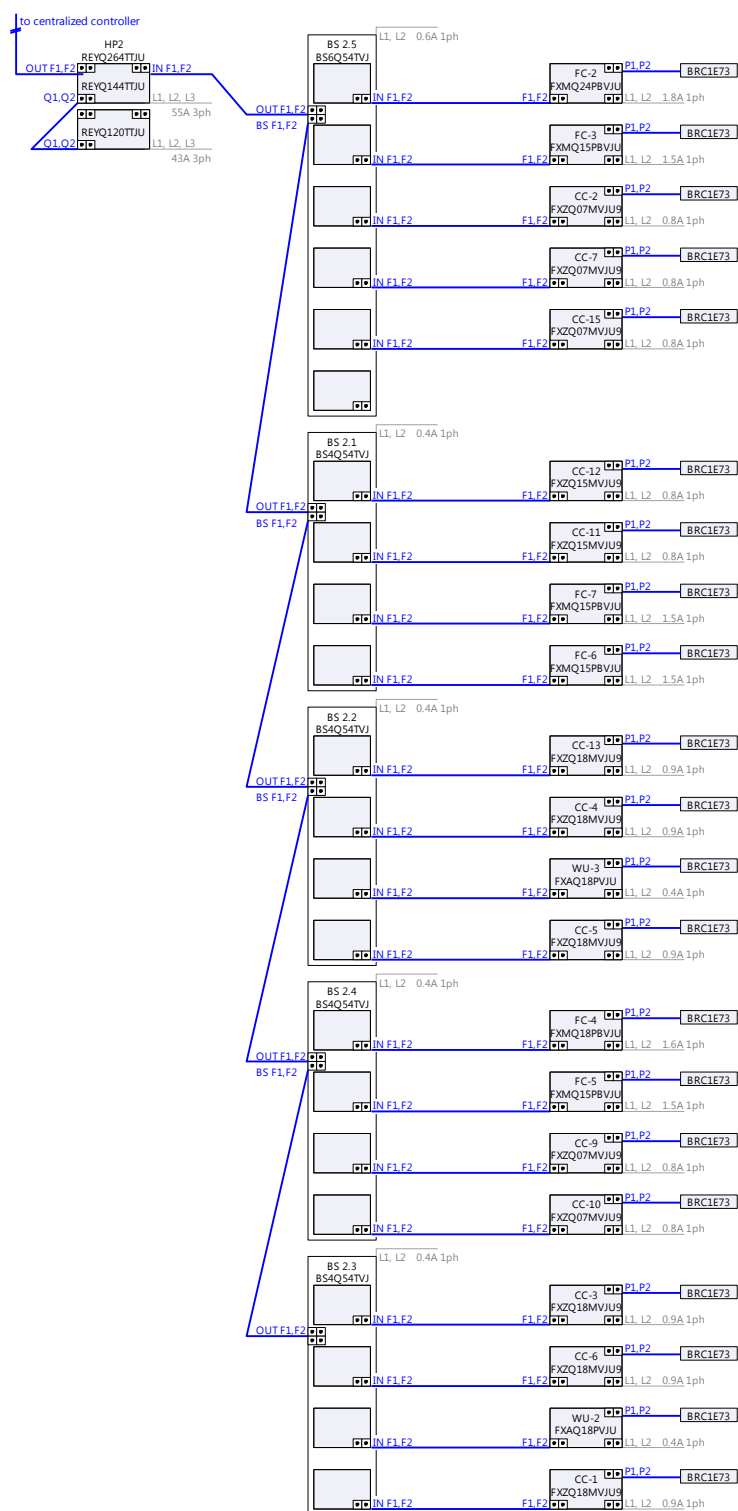 to centralized controller
HP2
REYQ264TTJU
OUT F1,F2 IN F1,F2
REYQ144TTJU
Q1,Q2 L1, L2, L3
55A 3ph
REYQ120TTJU
Q1,Q2 L1, L2, L3
43A 3ph
L1, L2 0.6A 1ph
BS 2.5
BS6Q54TVJ
OUT F1,F2
BS F1,F2
FC-2 P1,P2 BRC1E73
FXMQ24PBVJU
IN F1,F2 F1,F2 L1, L2 1.8A 1ph
FC-3 P1,P2 BRC1E73
FXMQ15PBVJU
IN F1,F2 F1,F2 L1, L2 1.5A 1ph
CC-2 P1,P2 BRC1E73
FXZQ07MVJU9
IN F1,F2 F1,F2 L1, L2 0.8A 1ph
CC-7 P1,P2 BRC1E73
FXZQ07MVJU9
IN F1,F2 F1,F2 L1, L2 0.8A 1ph
CC-15 P1,P2 BRC1E73
FXZQ07MVJU9
IN F1,F2 F1,F2 L1, L2 0.8A 1ph
L1, L2 0.4A 1ph
BS 2.1
BS4Q54TVJ
OUT F1,F2
BS F1,F2
CC-12 P1,P2 BRC1E73
FXZQ15MVJU9
IN F1,F2 F1,F2 L1, L2 0.8A 1ph
CC-11 P1,P2 BRC1E73
FXZQ15MVJU9
IN F1,F2 F1,F2 L1, L2 0.8A 1ph
FC-7 P1,P2 BRC1E73
FXMQ15PBVJU
IN F1,F2 F1,F2 L1, L2 1.5A 1ph
FC-6 P1,P2 BRC1E73
FXMQ15PBVJU
IN F1,F2 F1,F2 L1, L2 1.5A 1ph
L1, L2 0.4A 1ph
BS 2.2
BS4Q54TVJ
OUT F1,F2
BS F1,F2
CC-13 P1,P2 BRC1E73
FXZQ18MVJU9
IN F1,F2 F1,F2 L1, L2 0.9A 1ph
CC-4 P1,P2 BRC1E73
FXZQ18MVJU9
IN F1,F2 F1,F2 L1, L2 0.9A 1ph
WU-3 P1,P2 BRC1E73
FXAQ18PVJU
IN F1,F2 F1,F2 L1, L2 0.4A 1ph
CC-5 P1,P2 BRC1E73
FXZQ18MVJU9
IN F1,F2 F1,F2 L1, L2 0.9A 1ph
L1, L2 0.4A 1ph
BS 2.4
BS4Q54TVJ
OUT F1,F2
BS F1,F2
FC-4 P1,P2 BRC1E73
FXMQ18PBVJU
IN F1,F2 F1,F2 L1, L2 1.6A 1ph
FC-5 P1,P2 BRC1E73
FXMQ15PBVJU
IN F1,F2 F1,F2 L1, L2 1.5A 1ph
CC-9 P1,P2 BRC1E73
FXZQ07MVJU9
IN F1,F2 F1,F2 L1, L2 0.8A 1ph
CC-10 P1,P2 BRC1E73
FXZQ07MVJU9
IN F1,F2 F1,F2 L1, L2 0.8A 1ph
L1, L2 0.4A 1ph
BS 2.3
BS4Q54TVJ
OUT F1,F2
CC-3 P1,P2 BRC1E73
FXZQ18MVJU9
IN F1,F2 F1,F2 L1, L2 0.9A 1ph
CC-6 P1,P2 BRC1E73
FXZQ18MVJU9
IN F1,F2 F1,F2 L1, L2 0.9A 1ph
WU-2 P1,P2 BRC1E73
FXAQ18PVJU
IN F1,F2 F1,F2 L1, L2 0.4A 1ph
CC-1 P1,P2 BRC1E73
FXZQ18MVJU9
IN F1,F2 F1,F2 L1, L2 0.9A 1ph